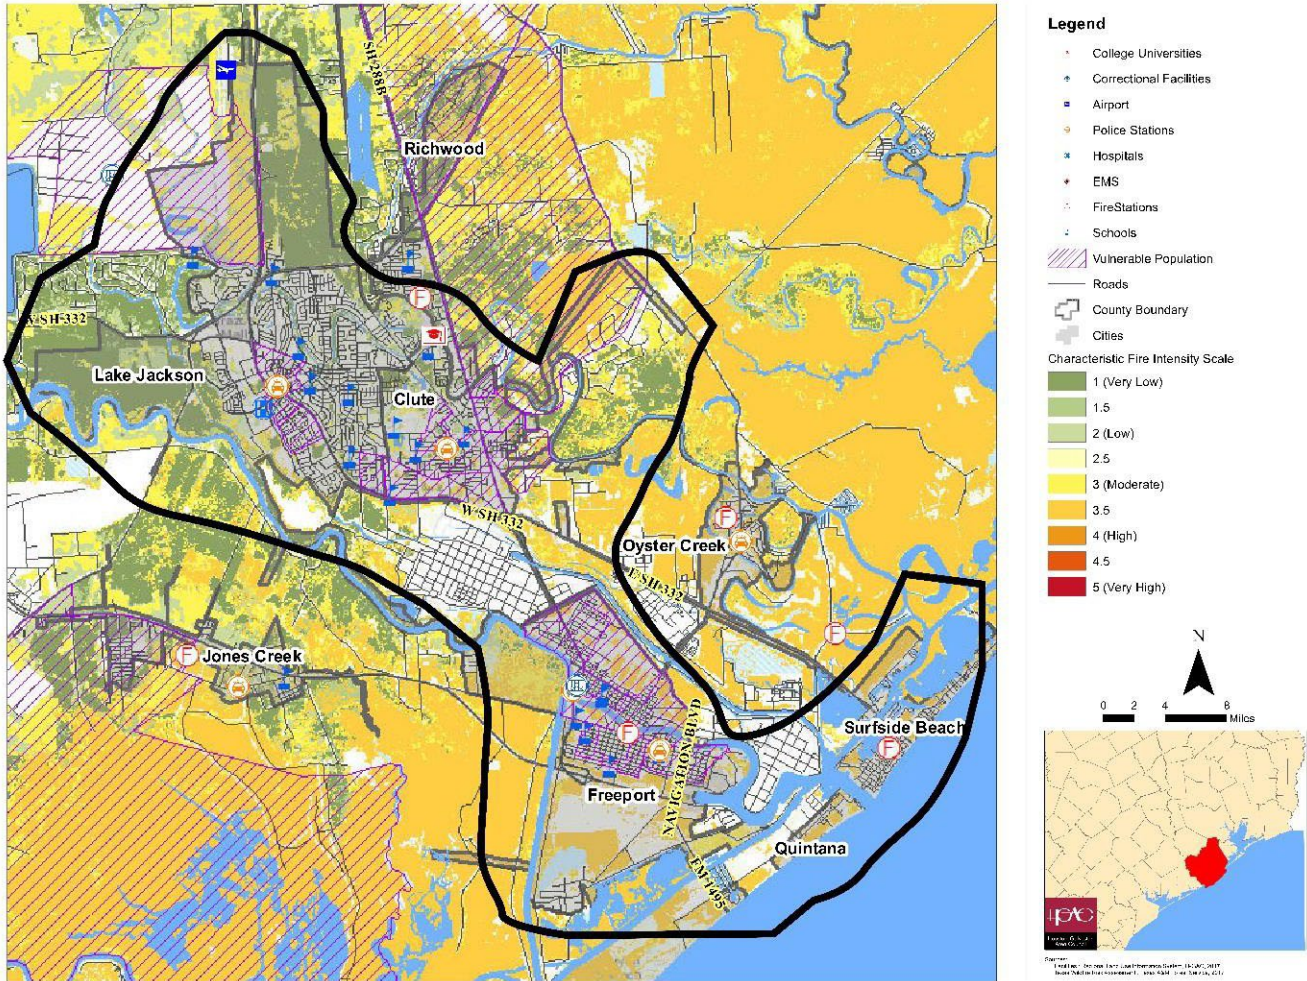 SH 288B
Richwood
V SH 332
Lake Jackson
Clute
W SH 332
Oyster Creek
E SH 332
F
F
F
F
F
F
Jones Creek
Surfside Beach
NAVIGATION BLVD
Freeport
Quintana
FM 1495
Legend
College Universities
Correctional Facilities
Airport
Police Stations
Hospitals
EMS
FireStations
Schools
Vulnerable Population
Roads
County Boundary
Cities
Characteristic Fire Intensity Scale
1 (Very Low)
1.5
2 (Low)
2.5
3 (Moderate)
3.5
4 (High)
4.5
5 (Very High)
N
0 2 4 8
Miles